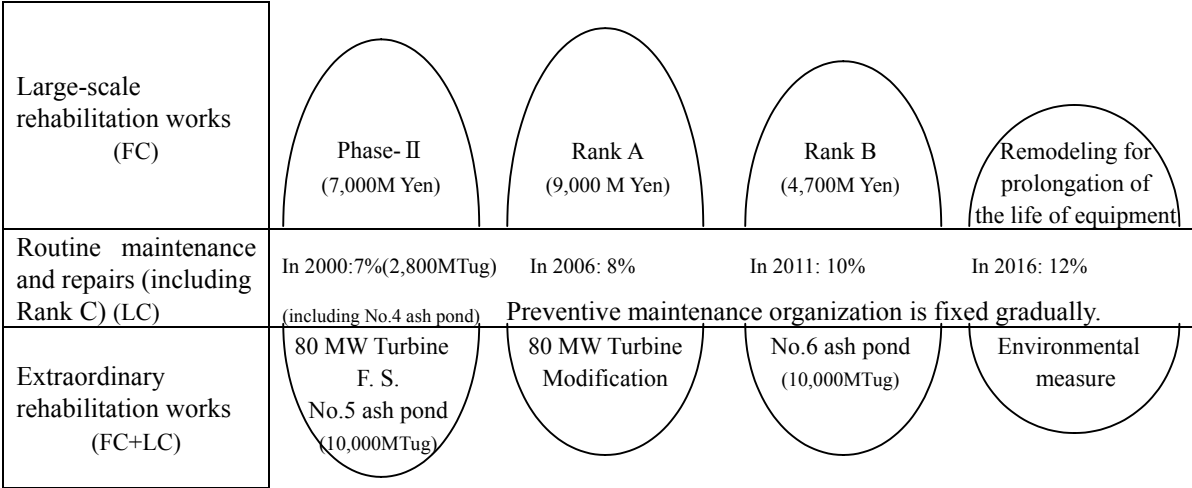 Large-scale
rehabilitation works
(FC)
Phase-Ⅱ
(7,000M Yen)
Rank A
(9,000 M Yen)
Rank B
(4,700M Yen)
Remodeling for
prolongation of
the life of equipment
Routine maintenance
and repairs (including
Rank C) (LC)
In 2000:7%(2,800MTug)
In 2006: 8%
In 2011: 10%
In 2016: 12%
(including No.4 ash pond)
Preventive maintenance organization is fixed gradually.
Extraordinary
rehabilitation works
(FC+LC)
80 MW Turbine
F. S.
No.5 ash pond
(10,000MTug)
80 MW Turbine
Modification
No.6 ash pond
(10,000MTug)
Environmental
measure